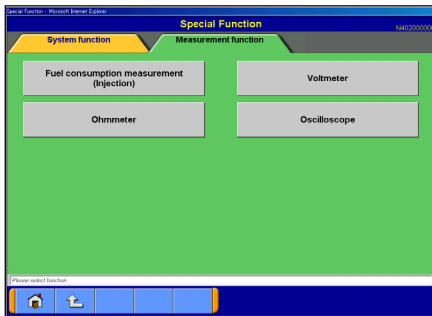 Special Function - Microsoft Internet Explorer
Special Function
N40200000
System function
Measurement function
Fuel consumption measurement
(Injection)
Voltmeter
Ohmmeter
Oscilloscope
Please select function